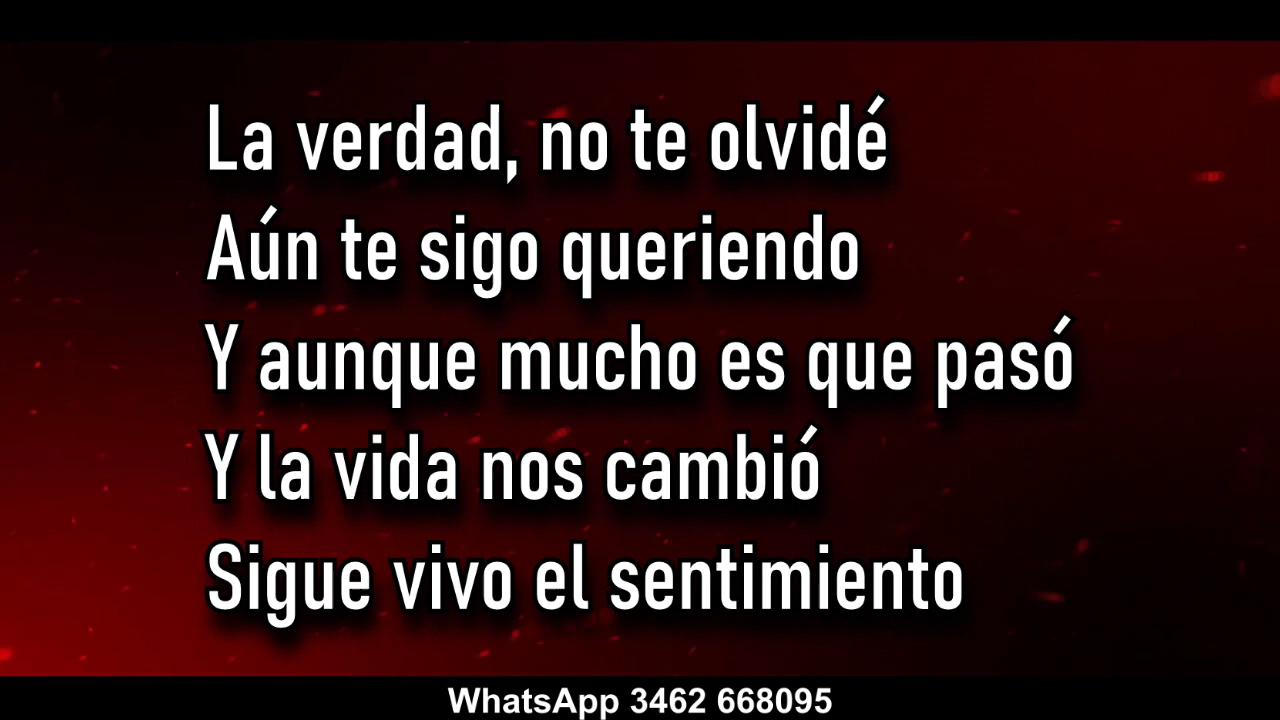 La verdad, no te olvidé
Aún te sigo queriendo
Y aunque mucho es que pasó
Y la vida nos cambió
Sigue vivo el sentimiento
WhatsApp 3462 668095